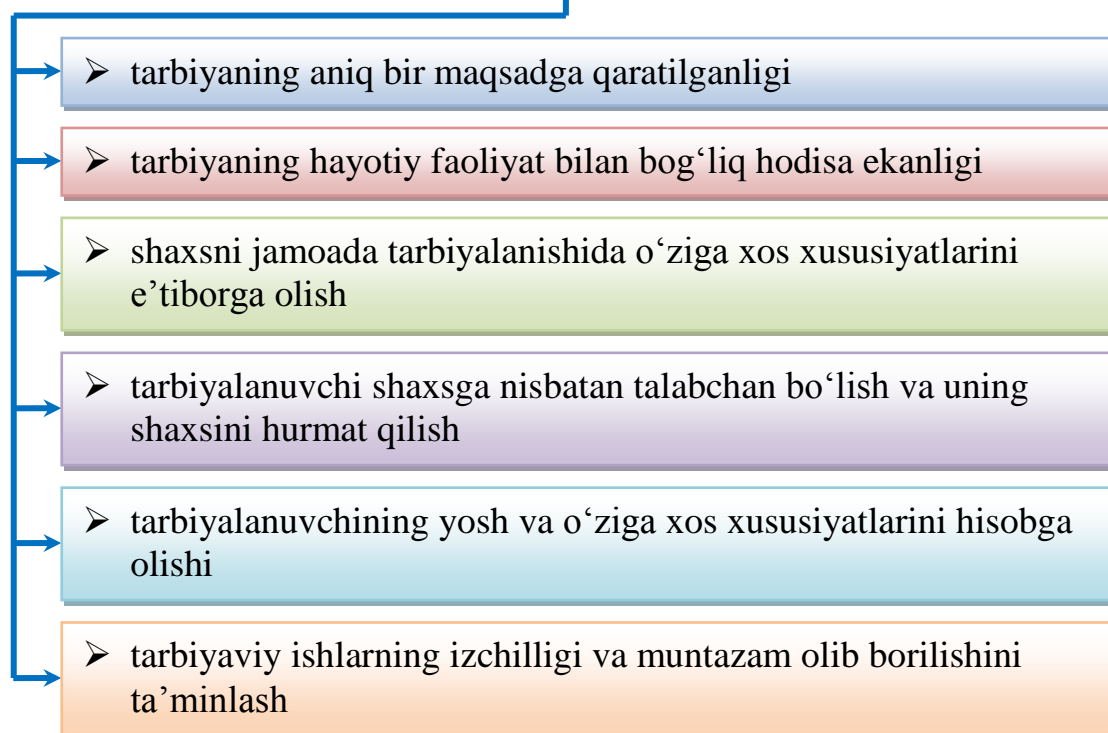 ➢ tarbiyaning aniq bir maqsadga qaratilganligi
➢ tarbiyaning hayotiy faoliyat bilan bog‘liq hodisa ekanligi
➢ shaxsni jamoada tarbiyalanishida o‘ziga xos xususiyatlarini
e’tiborga olish
➢ tarbiyalanuvchi shaxsga nisbatan talabchan bo‘lish va uning
shaxsini hurmat qilish
➢ tarbiyalanuvchining yosh va o‘ziga xos xususiyatlarini hisobga
olishi
➢ tarbiyaviy ishlarning izchilligi va muntazam olib borilishini
ta’minlash